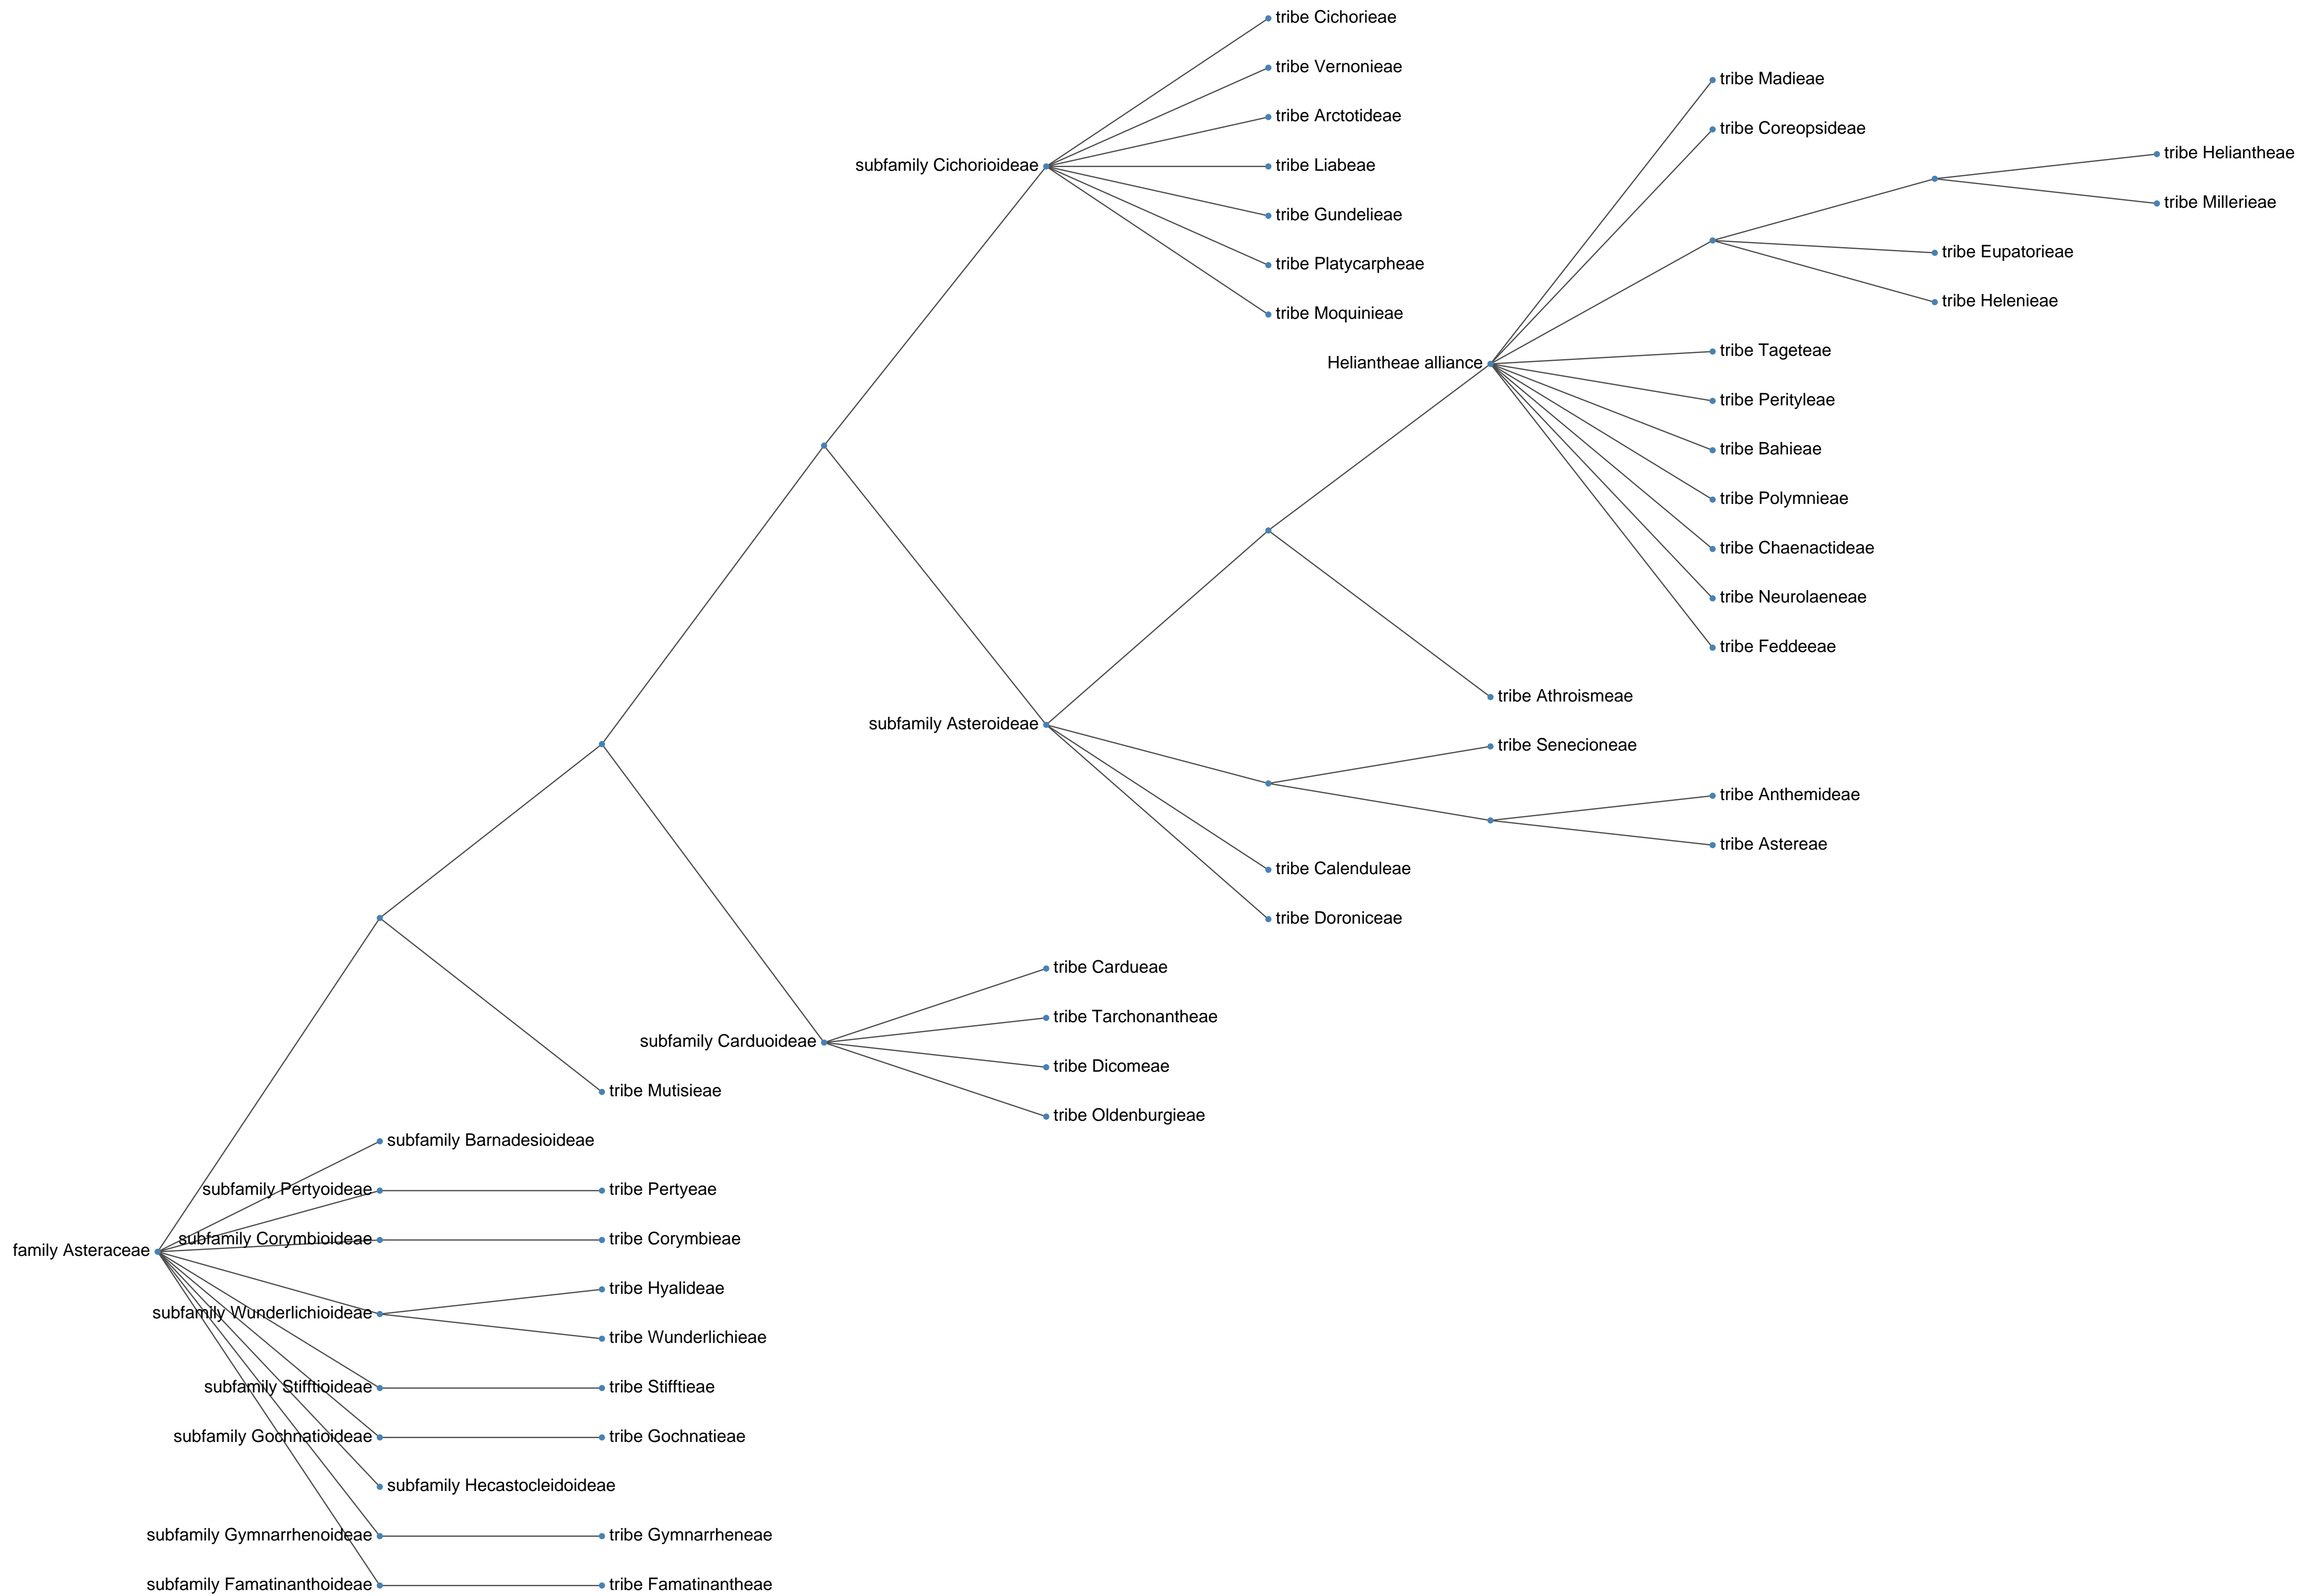 tribe Cichorieae
tribe Vernonieae
tribe Madieae
tribe Arctotideae
tribe Coreopsideae
tribe Heliantheae
subfamily Cichorioideae
tribe Liabeae
tribe Millerieae
tribe Gundelieae
tribe Eupatorieae
tribe Platycarpheae
tribe Helenieae
tribe Moquinieae
tribe Tageteae
Heliantheae alliance
tribe Perityleae
tribe Bahieae
tribe Polymnieae
tribe Chaenactideae
tribe Neurolaeneae
tribe Feddeeae
tribe Athroismeae
subfamily Asteroideae
tribe Senecioneae
tribe Anthemideae
tribe Astereae
tribe Calenduleae
tribe Doroniceae
tribe Cardueae
tribe Tarchonantheae
subfamily Carduoideae
tribe Dicomeae
tribe Mutisieae
tribe Oldenburgieae
subfamily Barnadesioideae
subfamily Pertyoideae
tribe Pertyeae
subfamily Corymbioideae
tribe Corymbieae
family Asteraceae
tribe Hyalideae
subfamily Wunderlichioideae
tribe Wunderlichieae
subfamily Stifftioideae
tribe Stifftieae
subfamily Gochnatioideae
tribe Gochnatieae
subfamily Hecastocleidoideae
subfamily Gymnarrhenoideae
tribe Gymnarrheneae
subfamily Famatinanthoideae
tribe Famatinantheae